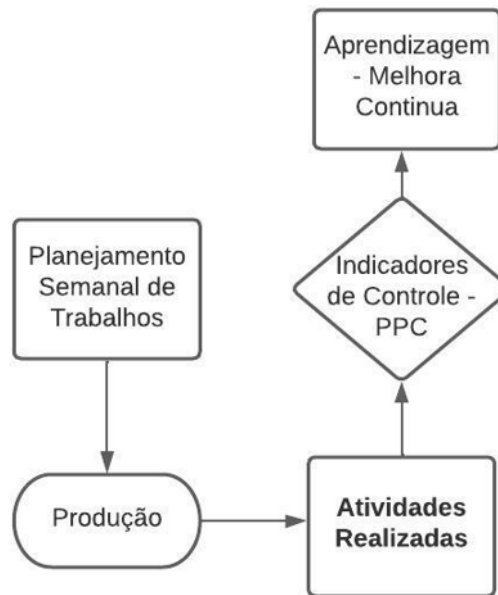 Aprendizagem
- Melhora
Continua
Planejamento
Semanal de
Trabalhos
Indicadores
de Controle -
PPC
Produção
Atividades
Realizadas